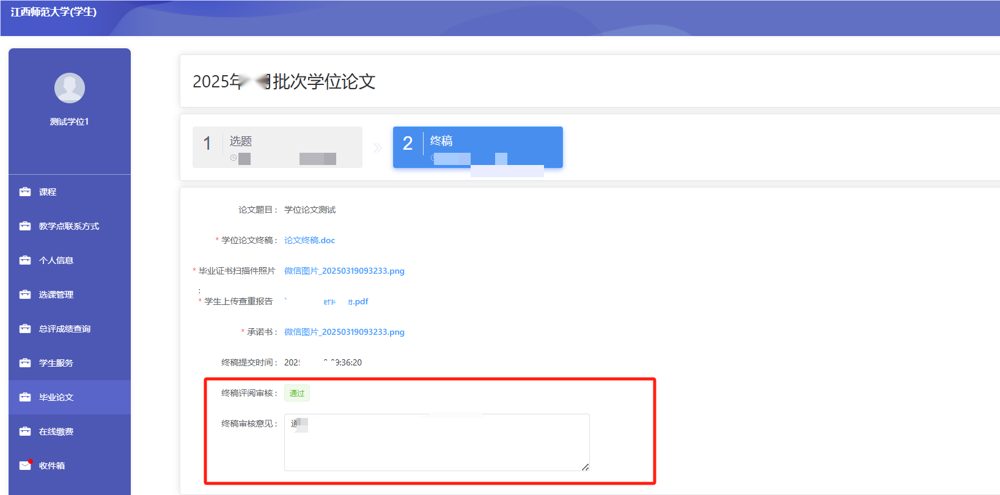 江西师范大学(学生)
测试学位1
课程
教学点联系方式
个人信息
选课管理
总评成绩查询
学生服务
毕业论文
在线缴费
收件箱
2025年 月批次学位论文
1 选题
2 终稿
论文题目： 学位论文测试
* 学位论文终稿： 论文终稿.doc
* 毕业证书扫描件照片 微信图片_20250319093233.png
：
* 学生上传查重报告 .pdf
* 承诺书： 微信图片_20250319093233.png
终稿提交时间： 2025 9:36:20
终稿评阅审核： 通过
终稿审核意见： 通